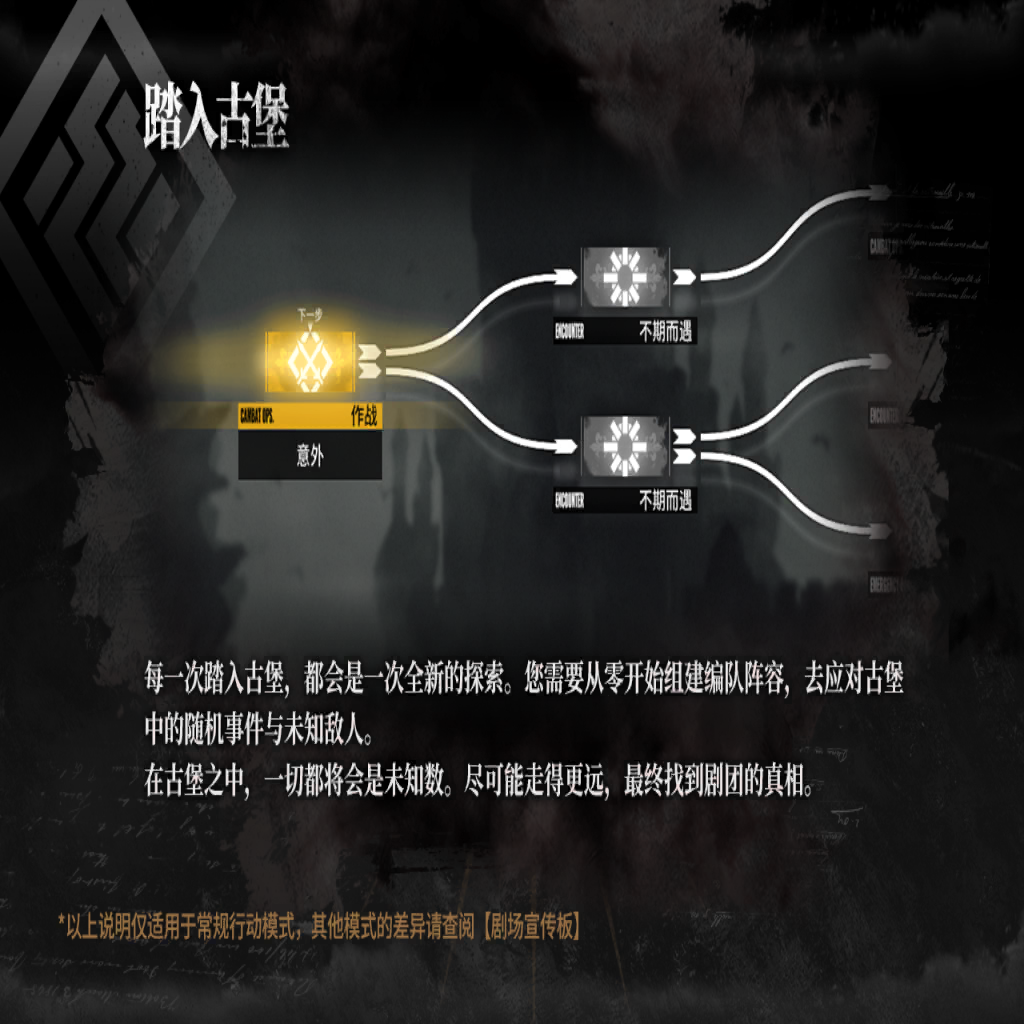 踏入古堡
下一步
CAMBAT OPS.
作战
意外
ENCOUNTER
不期而遇
ENCOUNTER
不期而遇
ENCOUNTER
每一次踏入古堡，都会是一次全新的探索。您需要从零开始组建编队阵容，去应对古堡
中的随机事件与未知敌人。
在古堡之中，一切都将会是未知数。尽可能走得更远，最终找到剧团的真相。
*以上说明仅适用于常规行动模式，其他模式的差异请查阅【剧场宣传板】